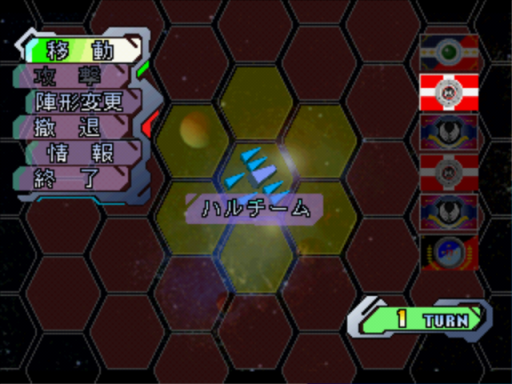 移 動
攻 撃
陣形変更
撤 退
情 報
終 了
ハルチーム
1 TURN